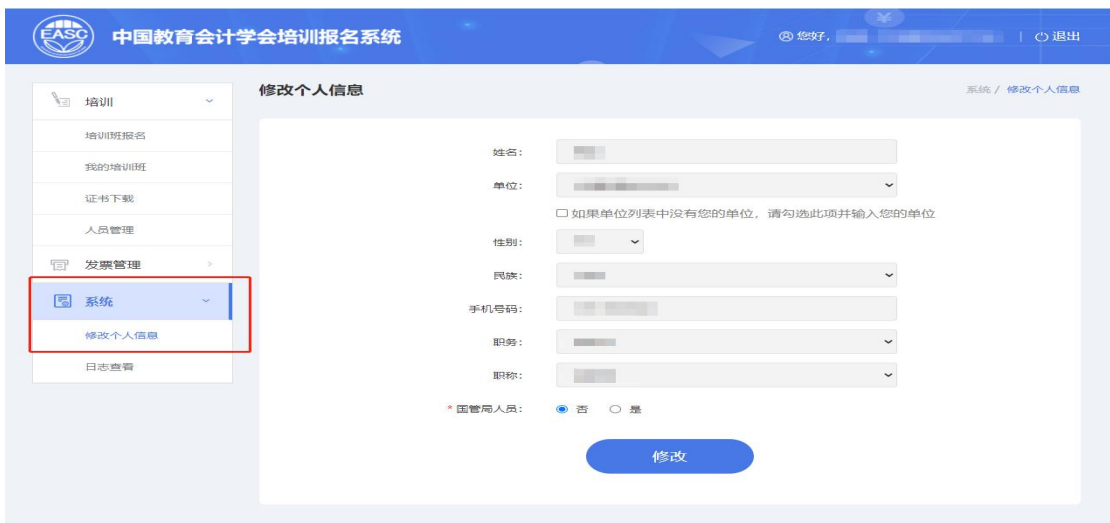 EASC 中国教育会计学会培训报名系统
您好, | 退出
培训
培训班报名
我的培训班
证书下载
人员管理
发票管理
系统
修改个人信息
日志查看
修改个人信息
系统 / 修改个人信息
姓名:
单位:
如果单位列表中没有您的单位,请勾选此项并输入您的单位
性别:
民族:
手机号码:
职务:
职称:
*国管局人员: 否 是
修改